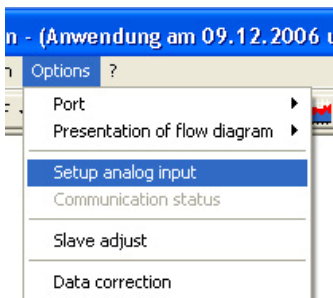 n - (Anwendung am 09.12.2006 u
n Options ?
Port
Presentation of flow diagram
Setup analog input
Communication status
Slave adjust
Data correction